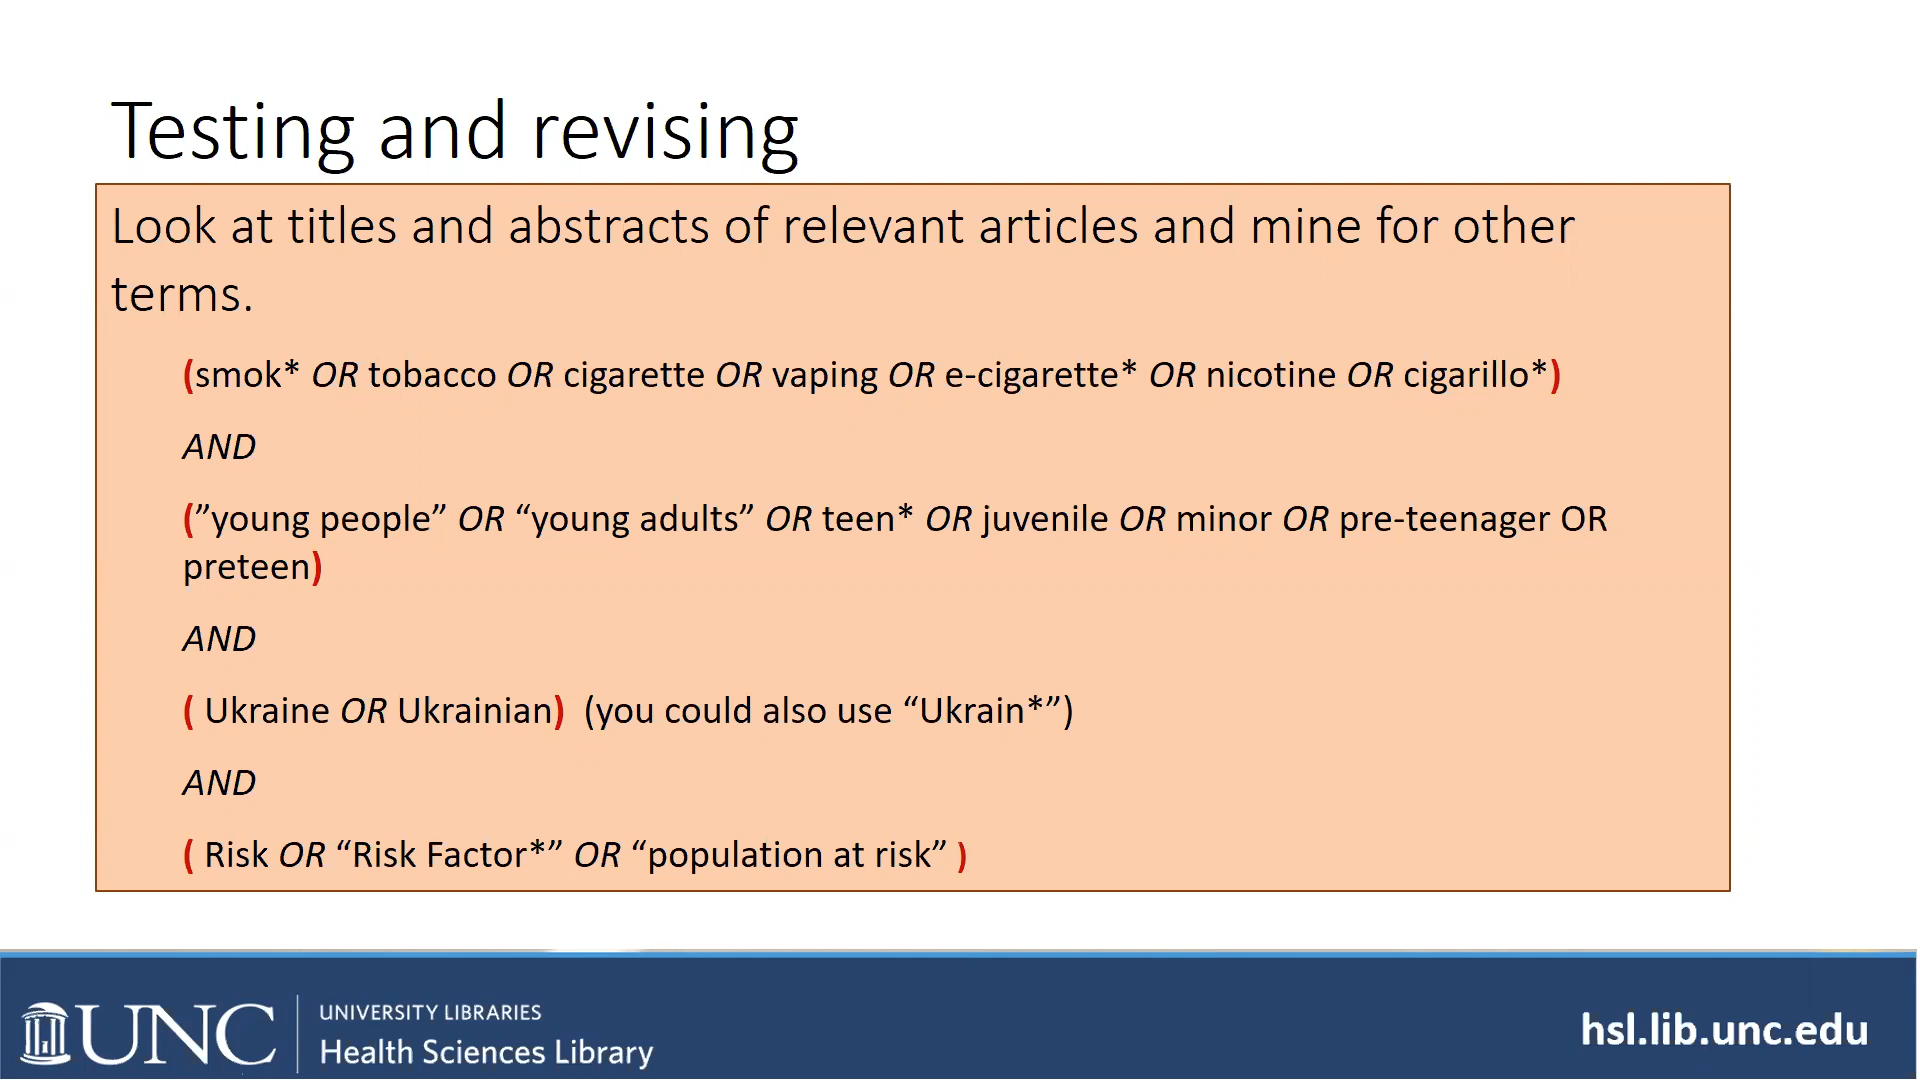 Testing and revising
Look at titles and abstracts of relevant articles and mine for other
terms.
(smok* OR tobacco OR cigarette OR vaping OR e-cigarette* OR nicotine OR cigarillo*)
AND
(”young people” OR “young adults” OR teen* OR juvenile OR minor OR pre-teenager OR
preteen)
AND
( Ukraine OR Ukrainian) (you could also use “Ukrain*”)
AND
( Risk OR “Risk Factor*” OR “population at risk” )
UNC
UNIVERSITY LIBRARIES
Health Sciences Library
hsl.lib.unc.edu